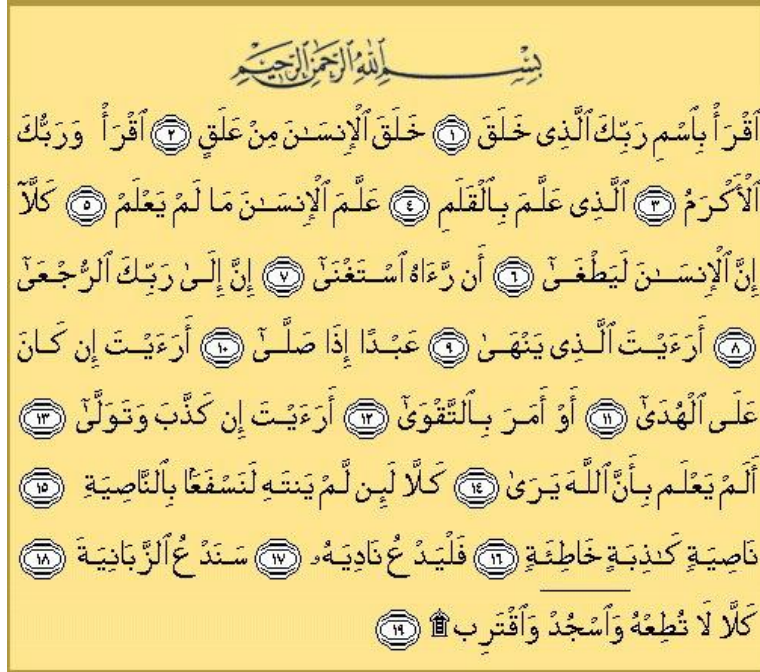 بِسْمِ ٱللَّهِ ٱلرَّحْمَٰنِ ٱلرَّحِيمِ
ٱقْرَأْ بِٱسْمِ رَبِّكَ ٱلَّذِى خَلَقَ ١ خَلَقَ ٱلْإِنسَـٰنَ مِنْ عَلَقٍ ٢ ٱقْرَأْ وَرَبُّكَ
ٱلْأَكْرَمُ ٣ ٱلَّذِى عَلَّمَ بِٱلْقَلَمِ ٤ عَلَّمَ ٱلْإِنسَـٰنَ مَا لَمْ يَعْلَمْ ٥ كَلَّآ
إِنَّ ٱلْإِنسَـٰنَ لَيَطْغَىٰٓ ٦ أَن رَّءَاهُ ٱسْتَغْنَىٰٓ ٧ إِنَّ إِلَىٰ رَبِّكَ ٱلرُّجْعَىٰٓ
٨ أَرَءَيْتَ ٱلَّذِى يَنْهَىٰ ٩ عَبْدًا إِذَا صَلَّىٰٓ ١٠ أَرَءَيْتَ إِن كَانَ
عَلَى ٱلْهُدَىٰٓ ١١ أَوْ أَمَرَ بِٱلتَّقْوَىٰٓ ١٢ أَرَءَيْتَ إِن كَذَّبَ وَتَوَلَّىٰٓ ١٣
أَلَمْ يَعْلَم بِأَنَّ ٱللَّهَ يَرَىٰ ١٤ كَلَّا لَئِن لَّمْ يَنتَهِ لَنَسْفَعًۢا بِٱلنَّاصِيَةِ ١٥
نَاصِيَةٍ كَـٰذِبَةٍ خَاطِئَةٍ ١٦ فَلْيَدْعُ نَادِيَهُۥ ١٧ سَنَدْعُ ٱلزَّبَانِيَةَ ١٨
كَلَّا لَا تُطِعْهُ وَٱسْجُدْ وَٱقْتَرِب ۩ ١٩